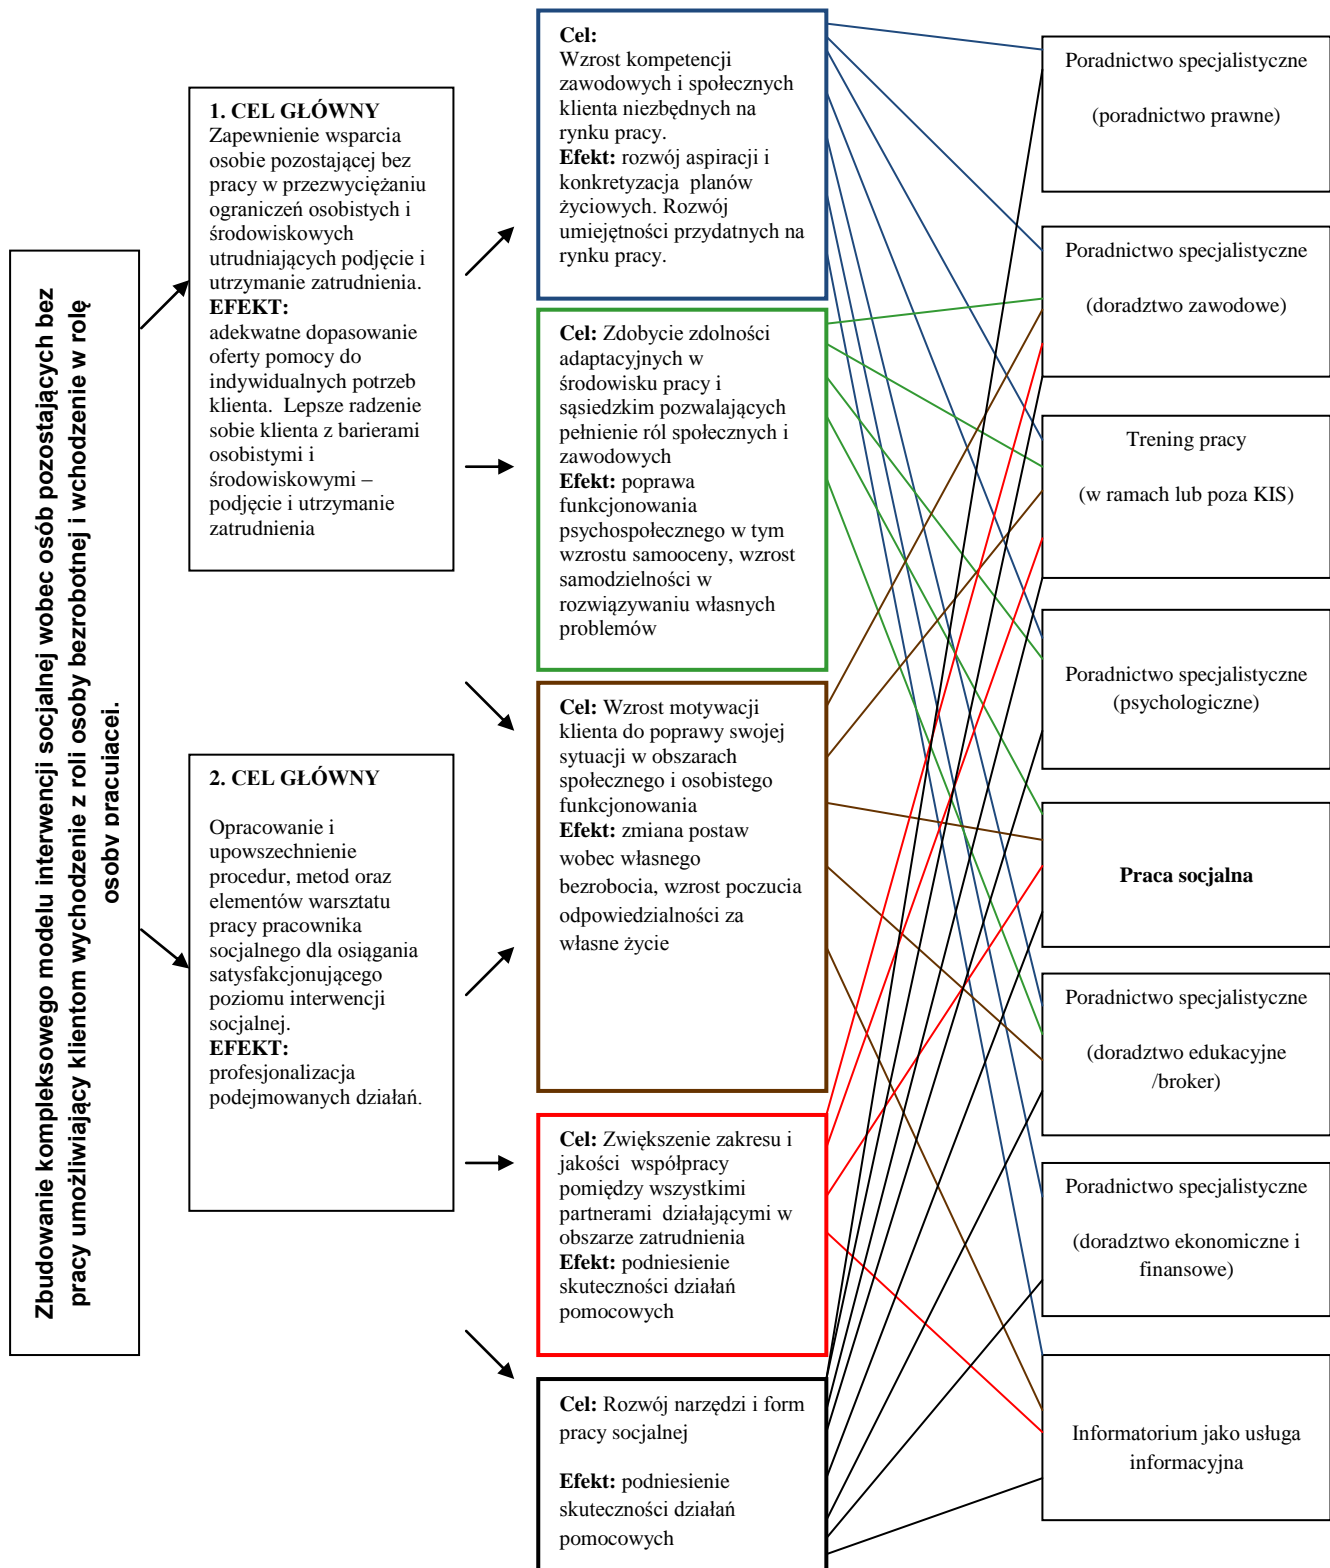 Zbudowanie kompleksowego modelu interwencji socjalnej wobec osób pozostających bez
pracy umożliwiający klientom wychodzenie z roli osoby bezrobotnej i wchodzenie w rolę
osoby pracującej.
1. CEL GŁÓWNY
Zapewnienie wsparcia
osobie pozostającej bez
pracy w przezwyciężaniu
ograniczeń osobistych i
środowiskowych
utrudniających podjęcie i
utrzymanie zatrudnienia.
EFEKT:
adekwatne dopasowanie
oferty pomocy do
indywidualnych potrzeb
klienta.  Lepsze radzenie
sobie klienta z barierami
osobistymi i
środowiskowymi –
podjęcie i utrzymanie
zatrudnienia
2. CEL GŁÓWNY
Opracowanie i
upowszechnienie
procedur, metod oraz
elementów warsztatu
pracy pracownika
socjalnego dla osiągania
satysfakcjonującego
poziomu interwencji
socjalnej.
EFEKT:
profesjonalizacja
podejmowanych działań.
Cel:
Wzrost kompetencji
zawodowych i społecznych
klienta niezbędnych na
rynku pracy.
Efekt: rozwój aspiracji i
konkretyzacja  planów
życiowych. Rozwój
umiejętności przydatnych na
rynku pracy.
Cel: Zdobycie zdolności
adaptacyjnych w
środowisku pracy i
sąsiedzkim pozwalających
pełnienie ról społecznych i
zawodowych
Efekt: poprawa
funkcjonowania
psychospołecznego w tym
wzrostu samooceny, wzrost
samodzielności w
rozwiązywaniu własnych
problemów
Cel: Wzrost motywacji
klienta do poprawy swojej
sytuacji w obszarach
społecznego i osobistego
funkcjonowania
Efekt: zmiana postaw
wobec własnego
bezrobocia, wzrost poczucia
odpowiedzialności za
własne życie
Cel: Zwiększenie zakresu i
jakości  współpracy
pomiędzy wszystkimi
partnerami  działającymi w
obszarze zatrudnienia
Efekt: podniesienie
skuteczności działań
pomocowych
Cel: Rozwój narzędzi i form
pracy socjalnej
Efekt: podniesienie
skuteczności działań
pomocowych
Poradnictwo specjalistyczne
(poradnictwo prawne)
Poradnictwo specjalistyczne
(doradztwo zawodowe)
Trening pracy
(w ramach lub poza KIS)
Poradnictwo specjalistyczne
(psychologiczne)
Praca socjalna
Poradnictwo specjalistyczne
(doradztwo edukacyjne
/broker)
Poradnictwo specjalistyczne
(doradztwo ekonomiczne i
finansowe)
Informatorium jako usługa
informacyjna